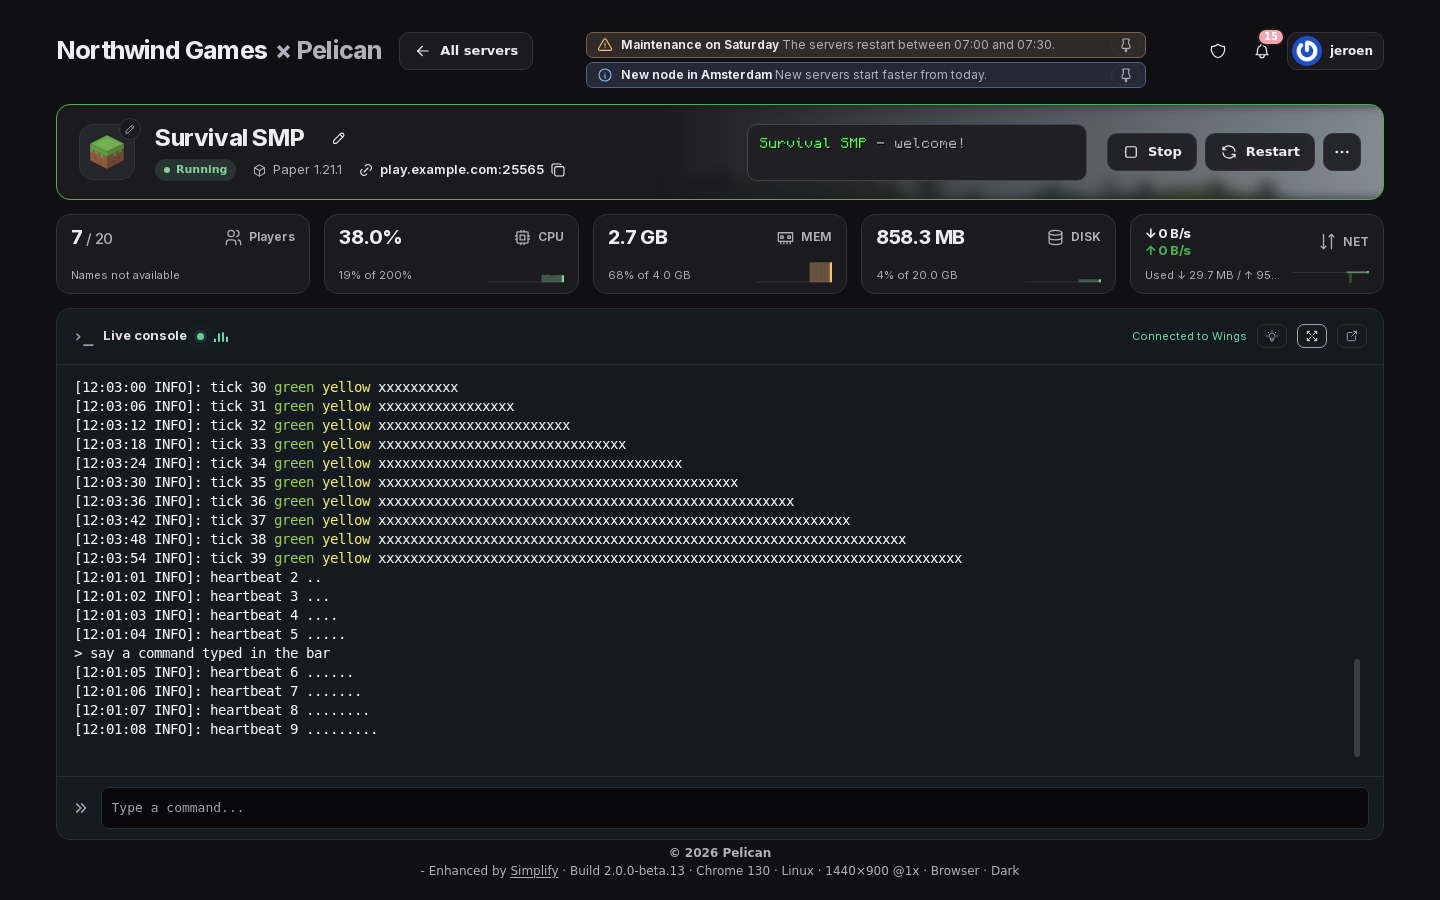 Northwind Games × Pelican
All servers
Maintenance on Saturday The servers restart between 07:00 and 07:30.
New node in Amsterdam New servers start faster from today.
15
jeroen
Survival SMP
Running
Paper 1.21.1
play.example.com:25565
Survival SMP - welcome!
Stop
Restart
7 / 20
Players
Names not available
38.0%
CPU
19% of 200%
2.7 GB
MEM
68% of 4.0 GB
858.3 MB
DISK
4% of 20.0 GB
↓ 0 B/s
↑ 0 B/s
NET
Used ↓ 29.7 MB / ↑ 95...
Live console
Connected to Wings
[12:03:00 INFO]: tick 30 green yellow xxxxxxxxxx
[12:03:06 INFO]: tick 31 green yellow xxxxxxxxxxxxxxxxx
[12:03:12 INFO]: tick 32 green yellow xxxxxxxxxxxxxxxxxxxxxxxx
[12:03:18 INFO]: tick 33 green yellow xxxxxxxxxxxxxxxxxxxxxxxxxxxxxxx
[12:03:24 INFO]: tick 34 green yellow xxxxxxxxxxxxxxxxxxxxxxxxxxxxxxxxxxxxxx
[12:03:30 INFO]: tick 35 green yellow xxxxxxxxxxxxxxxxxxxxxxxxxxxxxxxxxxxxxxxxxxxxx
[12:03:36 INFO]: tick 36 green yellow xxxxxxxxxxxxxxxxxxxxxxxxxxxxxxxxxxxxxxxxxxxxxxxxxxxx
[12:03:42 INFO]: tick 37 green yellow xxxxxxxxxxxxxxxxxxxxxxxxxxxxxxxxxxxxxxxxxxxxxxxxxxxxxxxxxxx
[12:03:48 INFO]: tick 38 green yellow xxxxxxxxxxxxxxxxxxxxxxxxxxxxxxxxxxxxxxxxxxxxxxxxxxxxxxxxxxxxxxxxxx
[12:03:54 INFO]: tick 39 green yellow xxxxxxxxxxxxxxxxxxxxxxxxxxxxxxxxxxxxxxxxxxxxxxxxxxxxxxxxxxxxxxxxxxxxxxxxx
[12:01:01 INFO]: heartbeat 2 ..
[12:01:02 INFO]: heartbeat 3 ...
[12:01:03 INFO]: heartbeat 4 ....
[12:01:04 INFO]: heartbeat 5 .....
> say a command typed in the bar
[12:01:05 INFO]: heartbeat 6 ......
[12:01:06 INFO]: heartbeat 7 .......
[12:01:07 INFO]: heartbeat 8 ........
[12:01:08 INFO]: heartbeat 9 .........
Type a command...
© 2026 Pelican
- Enhanced by Simplify · Build 2.0.0-beta.13 · Chrome 130 · Linux · 1440×900 @1x · Browser · Dark